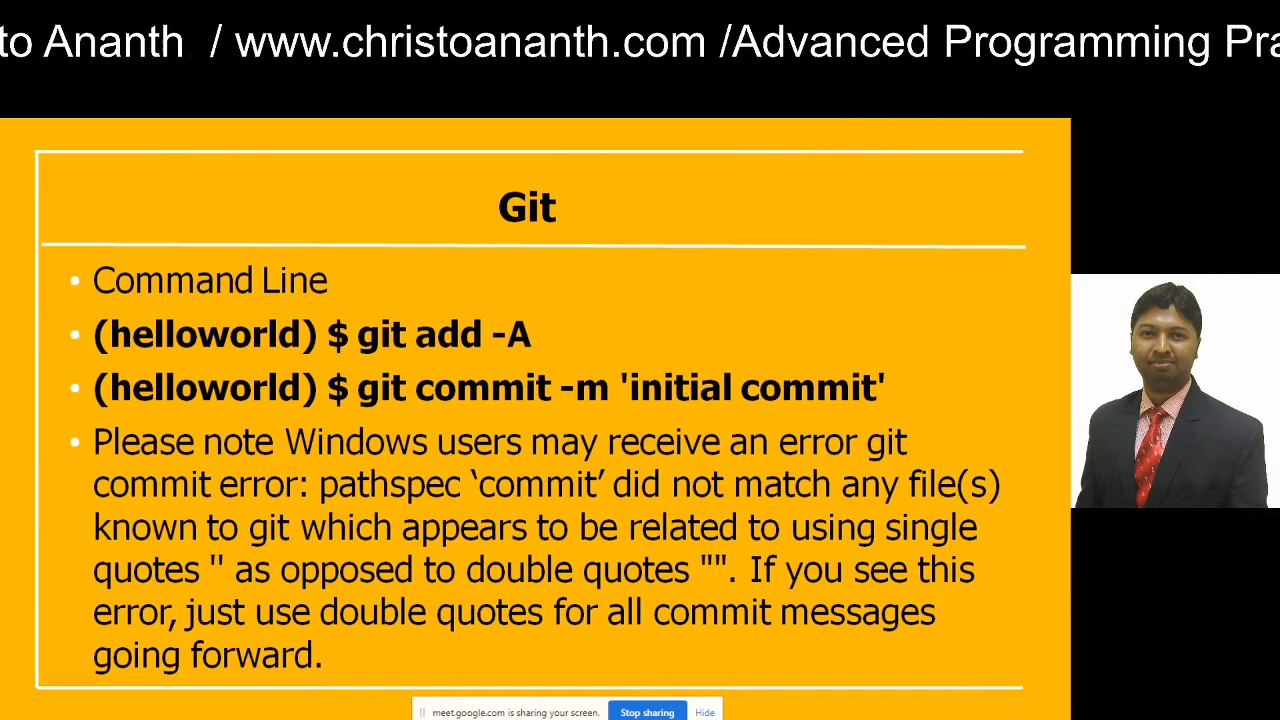 to Ananth / www.christoananth.com /Advanced Programming Pra
Git
• Command Line
• (helloworld) $ git add -A
• (helloworld) $ git commit -m 'initial commit'
• Please note Windows users may receive an error git
commit error: pathspec ‘commit’ did not match any file(s)
known to git which appears to be related to using single
quotes '' as opposed to double quotes "". If you see this
error, just use double quotes for all commit messages
going forward.
meet.google.com is sharing your screen. Stop sharing Hide